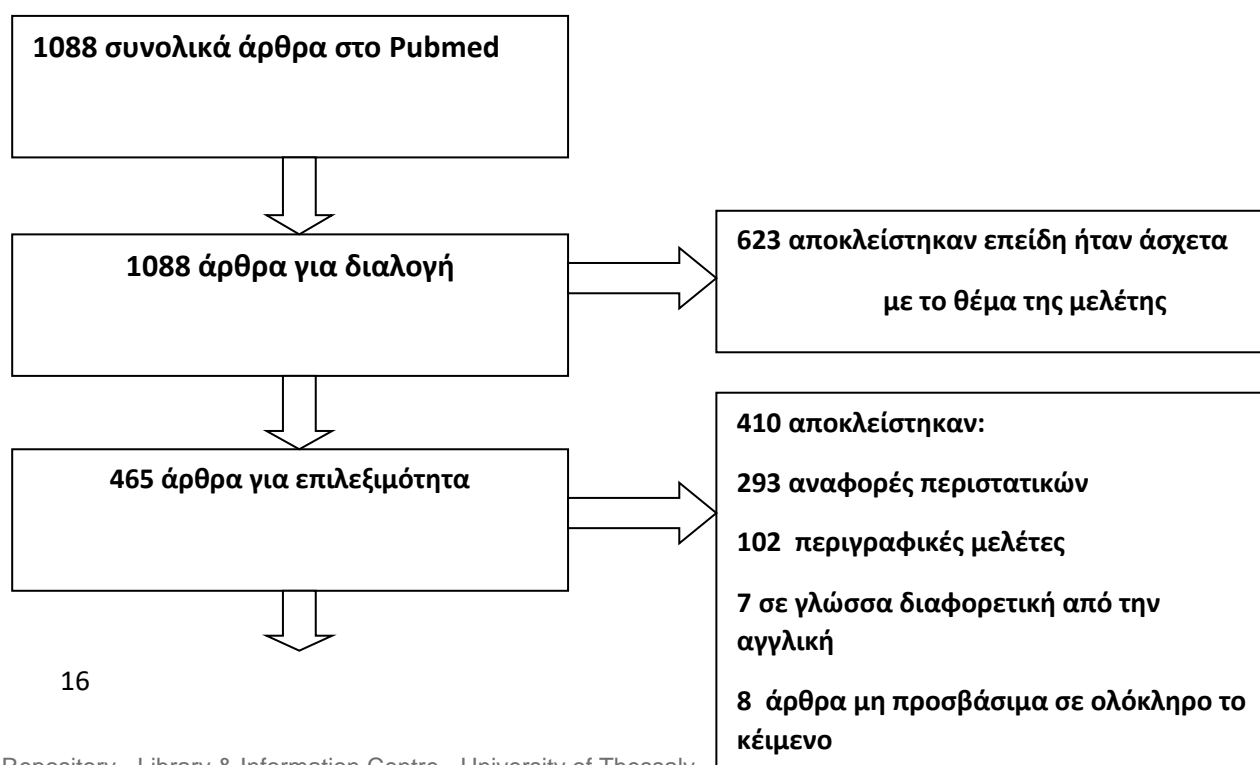 1088 συνολικά άρθρα στο Pubmed
1088 άρθρα για διαλογή
623 αποκλείστηκαν επείδη ήταν άσχετα
με το θέμα της μελέτης
465 άρθρα για επιλεξιμότητα
410 αποκλείστηκαν:
293 αναφορές περιστατικών
102 περιγραφικές μελέτες
7 σε γλώσσα διαφορετική από την
αγγλική
8 άρθρα μη προσβάσιμα σε ολόκληρο το
κέιμενο
16
Repository - Library & Information Centre - University of Thessaly